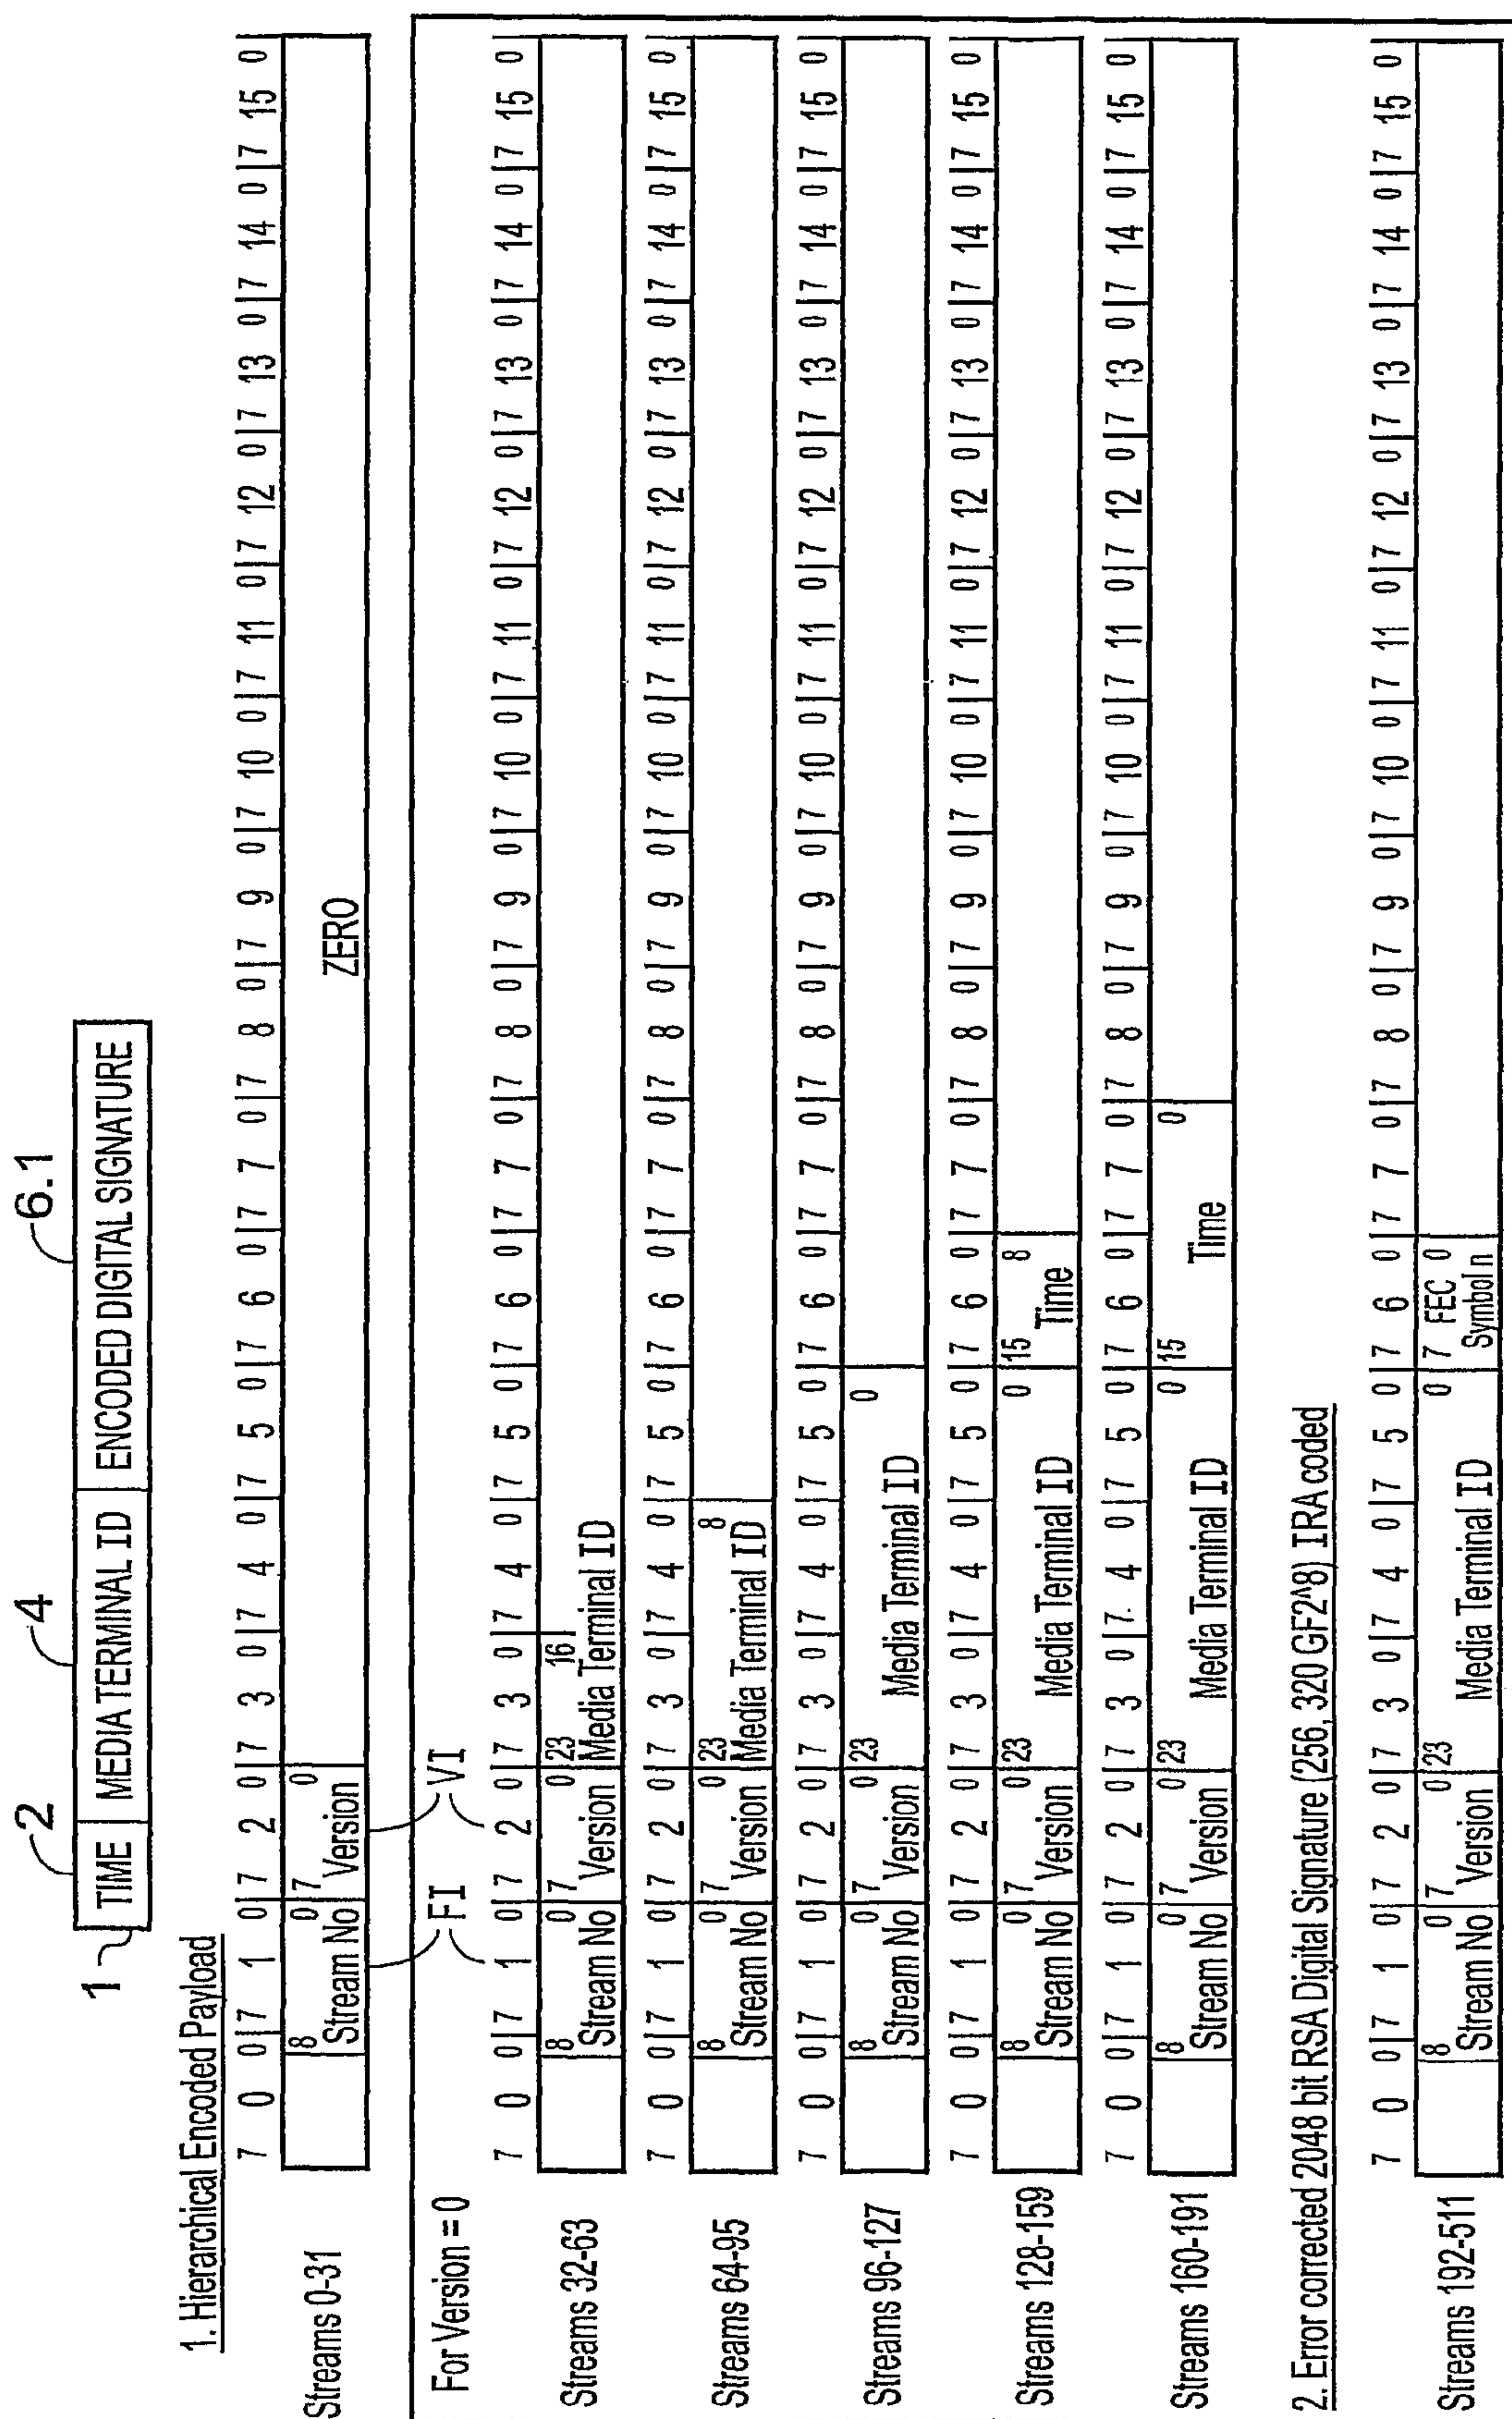 2 4 6.1
1
TIME MEDIA TERMINAL ID ENCODED DIGITAL SIGNATURE
1. Hierarchical Encoded Payload
7 0 0|7 1 0|7 2 0|7 3 0|7 4 0|7 5 0|7 6 0|7 7 0|7 8 0|7 9 0|7 10 0|7 11 0|7 12 0|7 13 0|7 14 0|7 15 0
Streams 0-31
8 0 7 0
Stream No Version ZERO
FI VI
For Version = 0
7 0 0|7 1 0|7 2 0|7 3 0|7 4 0|7 5 0|7 6 0|7 7 0|7 8 0|7 9 0|7 10 0|7 11 0|7 12 0|7 13 0|7 14 0|7 15 0
Streams 32-63
8 0 7 0 23 16
Stream No Version Media Terminal ID
7 0 0|7 1 0|7 2 0|7 3 0|7 4 0|7 5 0|7 6 0|7 7 0|7 8 0|7 9 0|7 10 0|7 11 0|7 12 0|7 13 0|7 14 0|7 15 0
Streams 64-95
8 0 7 0 23 8
Stream No Version Media Terminal ID
7 0 0|7 1 0|7 2 0|7 3 0|7 4 0|7 5 0|7 6 0|7 7 0|7 8 0|7 9 0|7 10 0|7 11 0|7 12 0|7 13 0|7 14 0|7 15 0
Streams 96-127
8 0 7 0 23 0
Stream No Version Media Terminal ID
7 0 0|7 1 0|7 2 0|7 3 0|7 4 0|7 5 0|7 6 0|7 7 0|7 8 0|7 9 0|7 10 0|7 11 0|7 12 0|7 13 0|7 14 0|7 15 0
Streams 128-159
8 0 7 0 23 0 15 8
Stream No Version Media Terminal ID Time
7 0 0|7 1 0|7 2 0|7 3 0|7. 4 0|7 5 0|7 6 0|7 7 0|7 8 0|7 9 0|7 10 0|7 11 0|7 12 0|7 13 0|7 14 0|7 15 0
Streams 160-191
8 0 7 0 23 0 15 0
Stream No Version Media Terminal ID Time
2. Error corrected 2048 bit RSA Digital Signature (256, 320 GF2^8) IRA coded
7 0 0|7 1 0|7 2 0|7 3 0|7 4 0|7 5 0|7 6 0|7 7 0|7 8 0|7 9 0|7 10 0|7 11 0|7 12 0|7 13 0|7 14 0|7 15 0
Streams 192-511
8 0 7 0 23 0 7 FEC 0
Stream No Version Media Terminal ID Symbol n